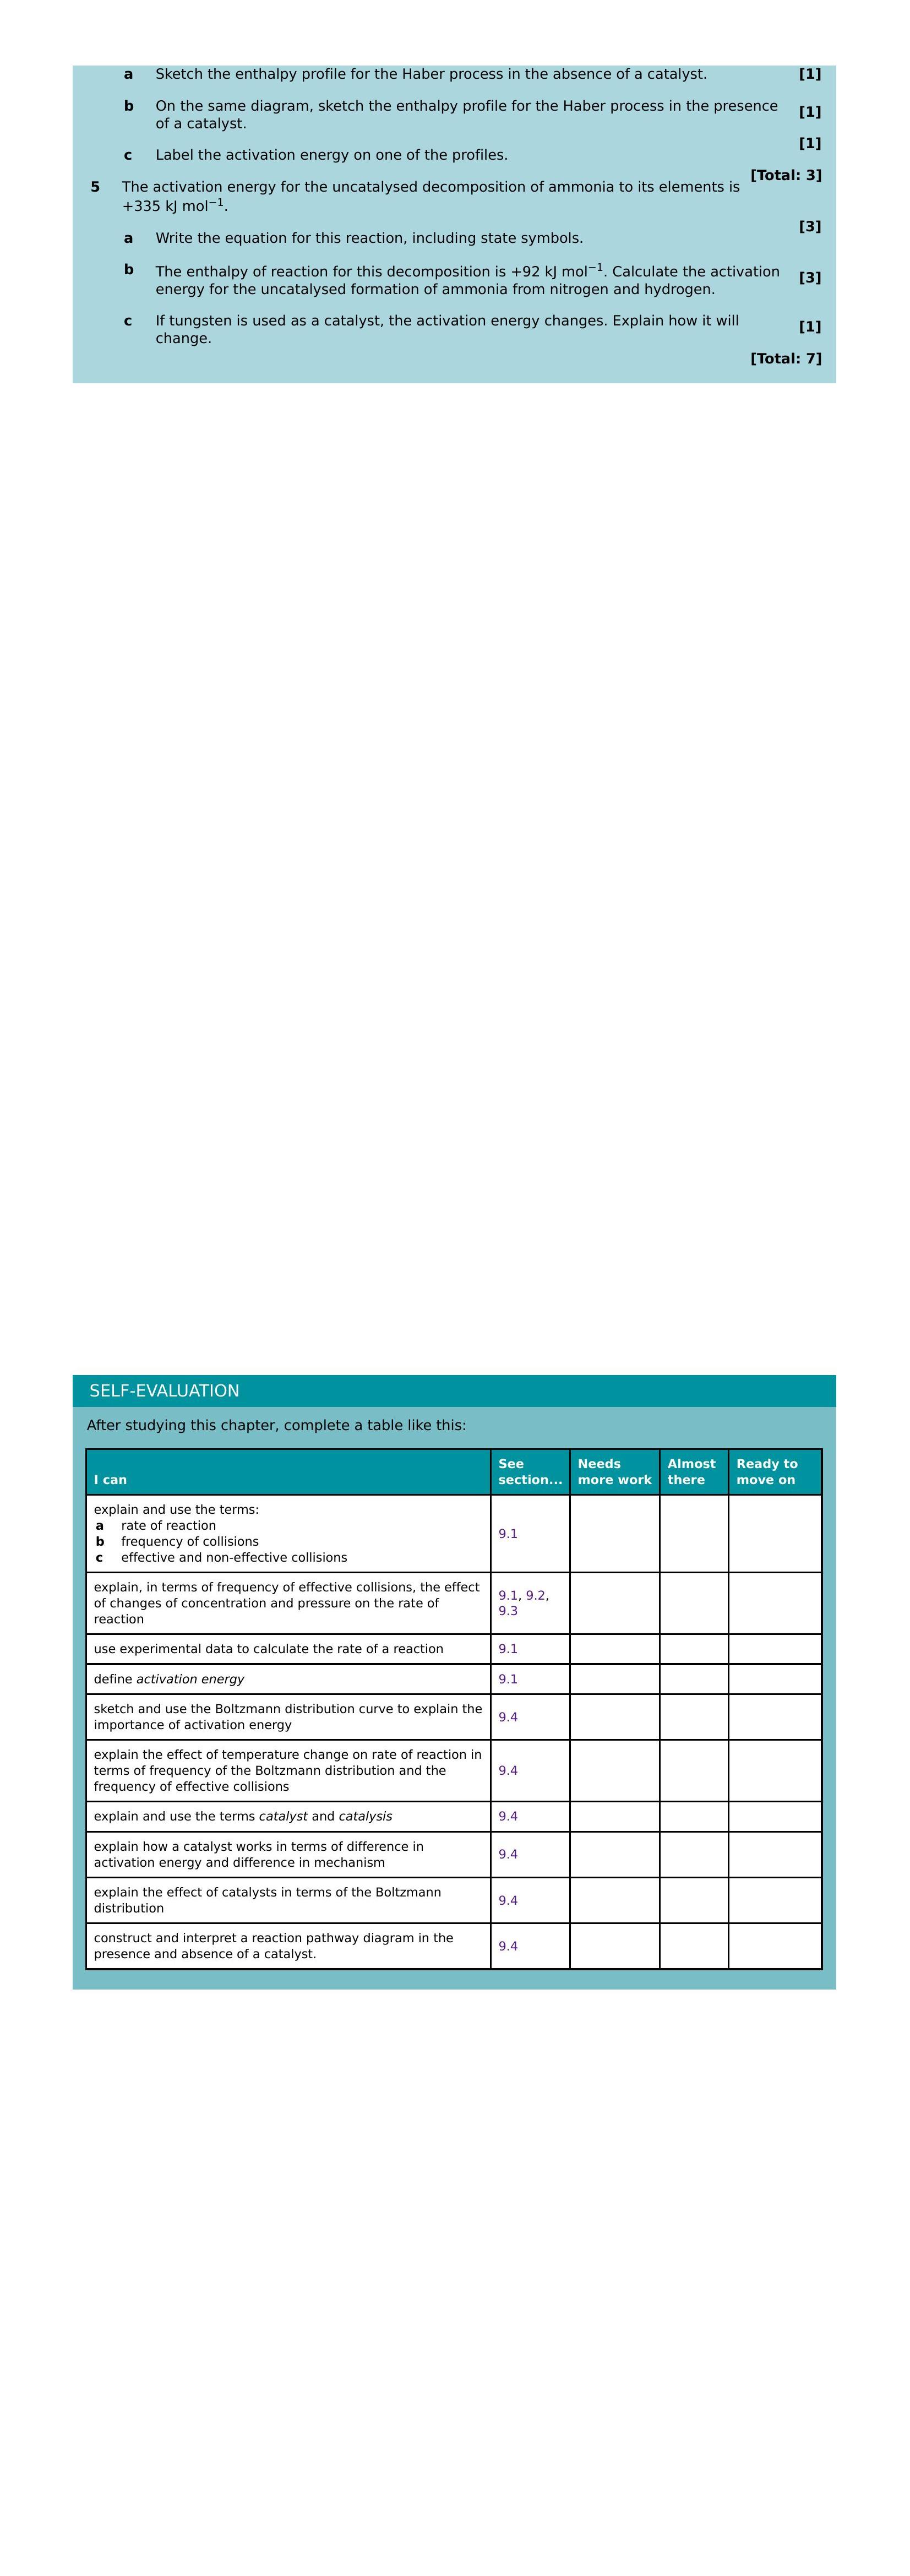 a Sketch the enthalpy profile for the Haber process in the absence of a catalyst. [1]
b On the same diagram, sketch the enthalpy profile for the Haber process in the presence
of a catalyst. [1]
c Label the activation energy on one of the profiles. [1]
[Total: 3]
5 The activation energy for the uncatalysed decomposition of ammonia to its elements is
+335 kJ mol⁻¹.
a Write the equation for this reaction, including state symbols. [3]
b The enthalpy of reaction for this decomposition is +92 kJ mol⁻¹. Calculate the activation
energy for the uncatalysed formation of ammonia from nitrogen and hydrogen. [3]
c If tungsten is used as a catalyst, the activation energy changes. Explain how it will
change. [1]
[Total: 7]
SELF-EVALUATION
After studying this chapter, complete a table like this:
I can See section... Needs more work Almost there Ready to move on
explain and use the terms:
a rate of reaction
b frequency of collisions
c effective and non-effective collisions
9.1
explain, in terms of frequency of effective collisions, the effect
of changes of concentration and pressure on the rate of
reaction
9.1, 9.2,
9.3
use experimental data to calculate the rate of a reaction 9.1
define activation energy 9.1
sketch and use the Boltzmann distribution curve to explain the
importance of activation energy
9.4
explain the effect of temperature change on rate of reaction in
terms of frequency of the Boltzmann distribution and the
frequency of effective collisions
9.4
explain and use the terms catalyst and catalysis 9.4
explain how a catalyst works in terms of difference in
activation energy and difference in mechanism
9.4
explain the effect of catalysts in terms of the Boltzmann
distribution
9.4
construct and interpret a reaction pathway diagram in the
presence and absence of a catalyst.
9.4